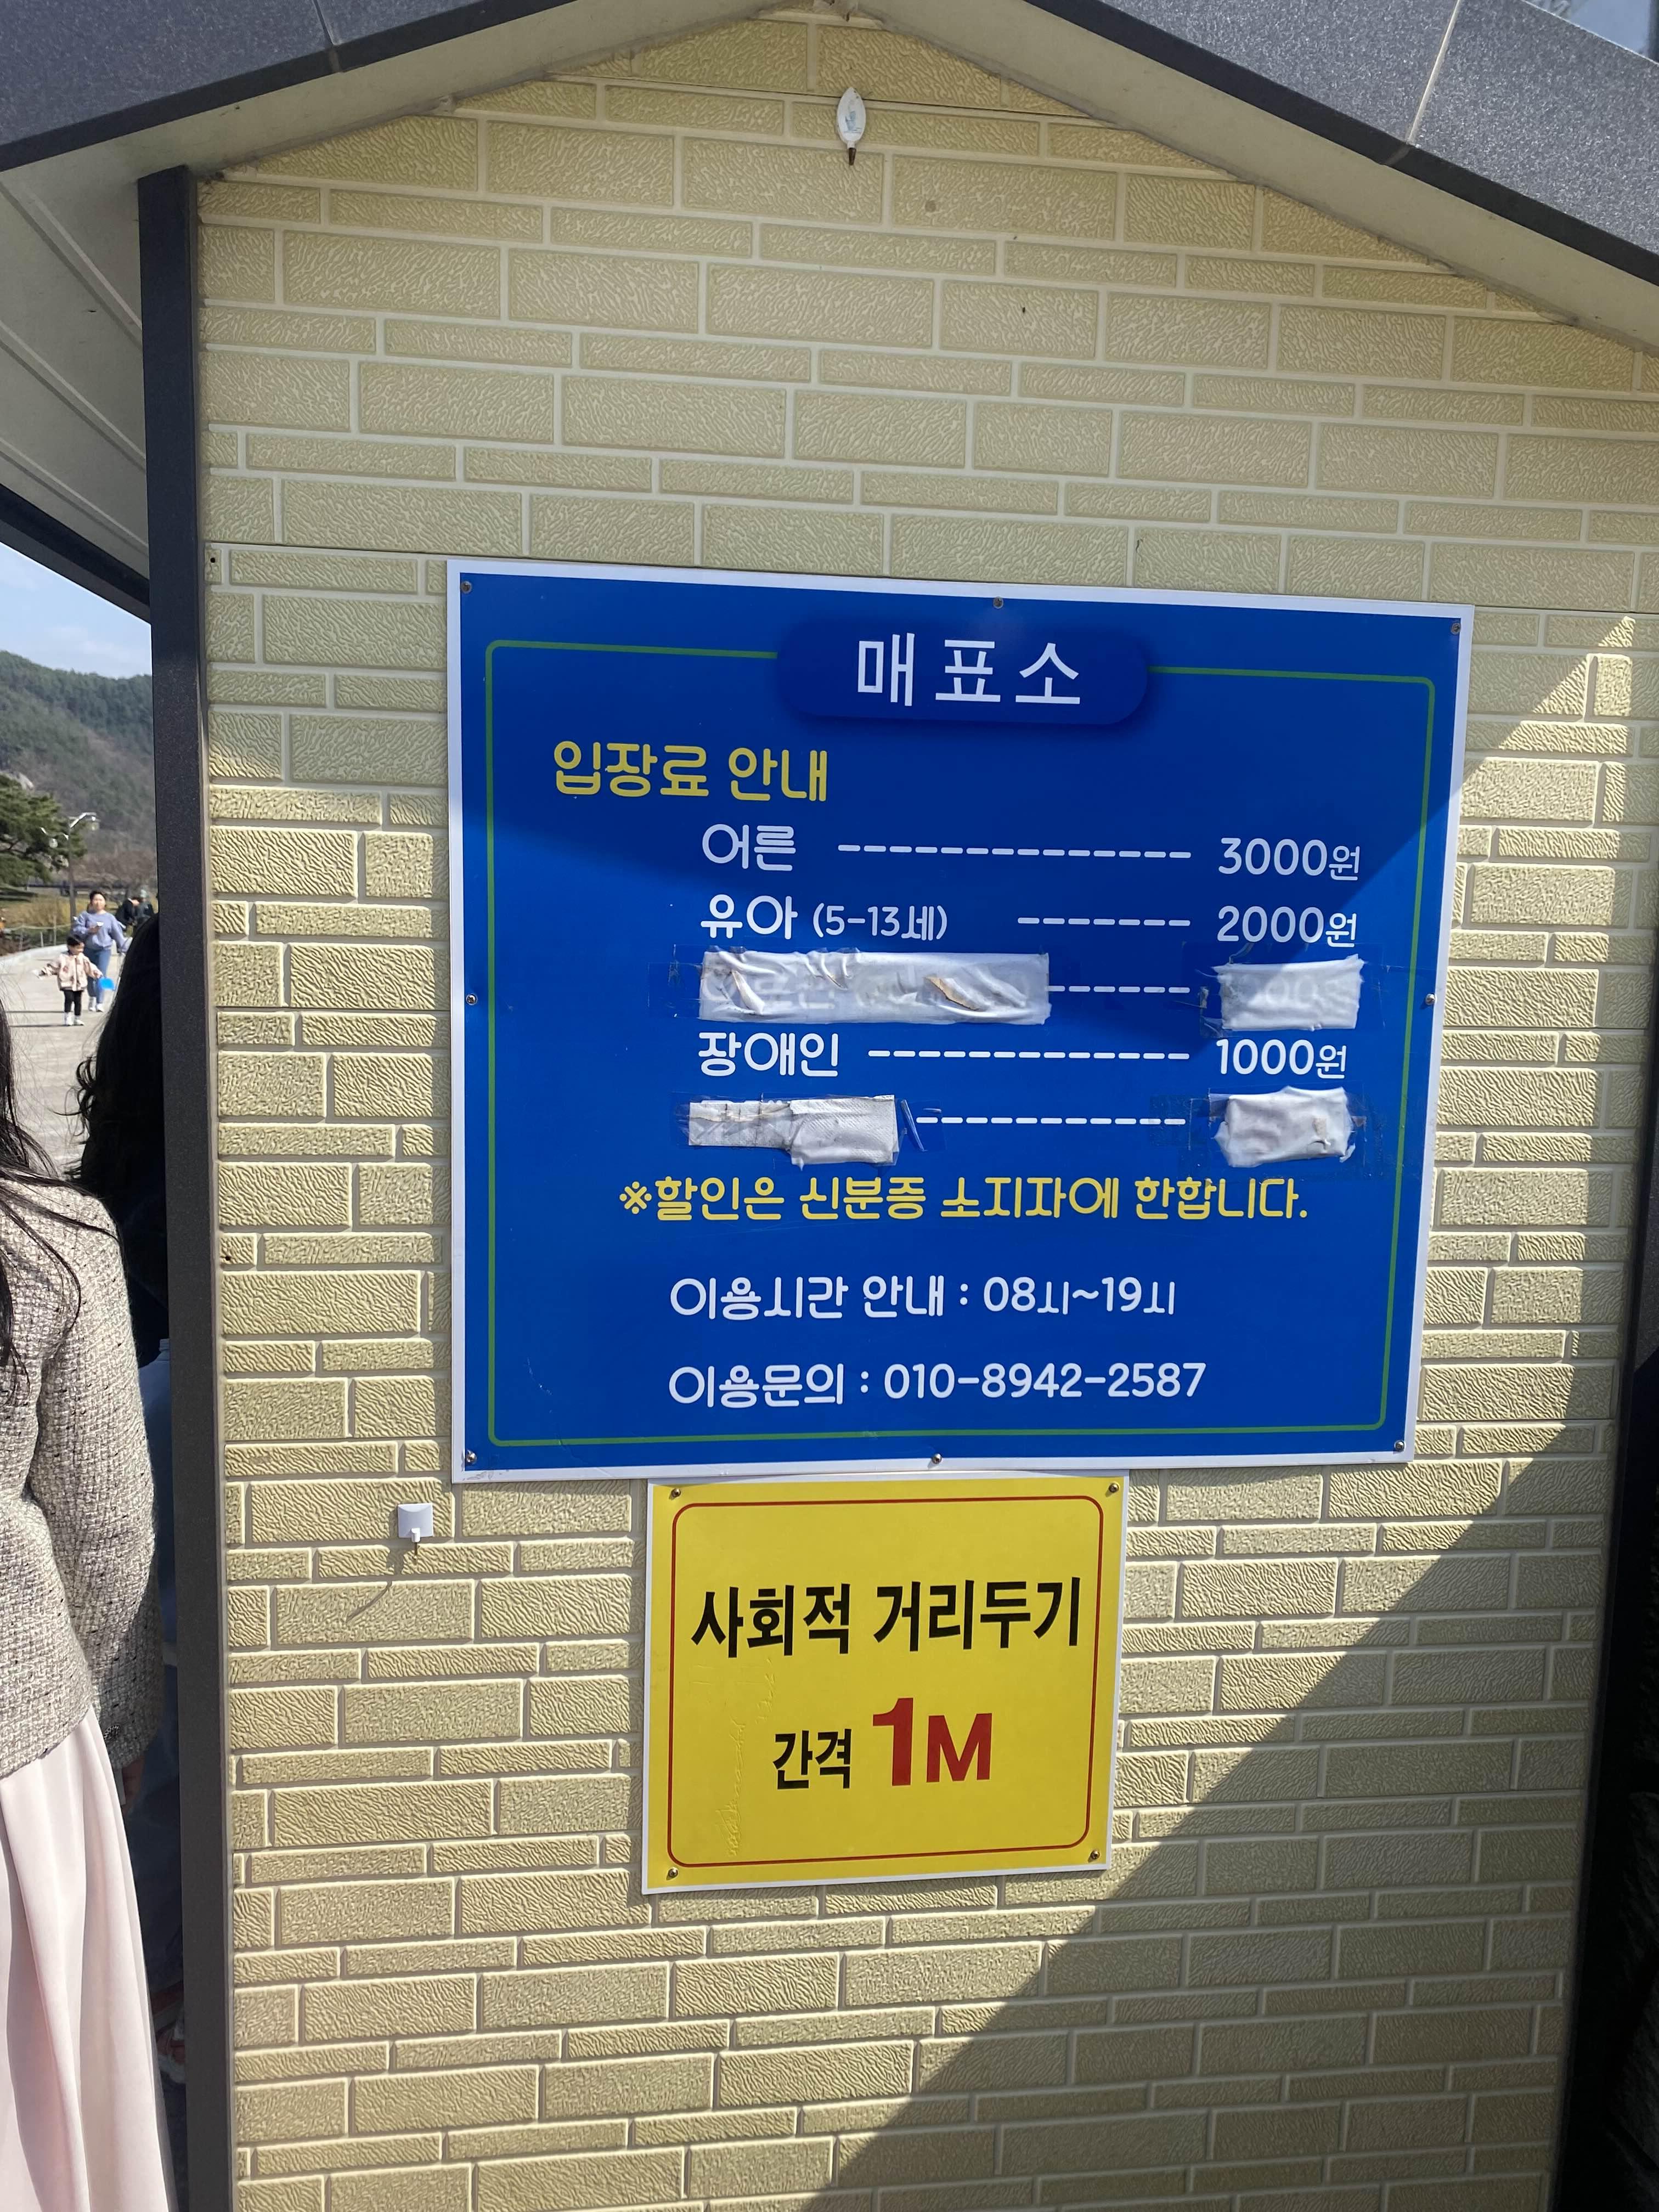 매표소
입장료 안내
어른 -------------- 3000원
유아 (5-13세) ------- 2000원
장애인 ------------- 1000원
※할인은 신분증 소지자에 한합니다.
이용시간 안내 : 08시~19시
이용문의 : 010-8942-2587
사회적 거리두기
간격 1M